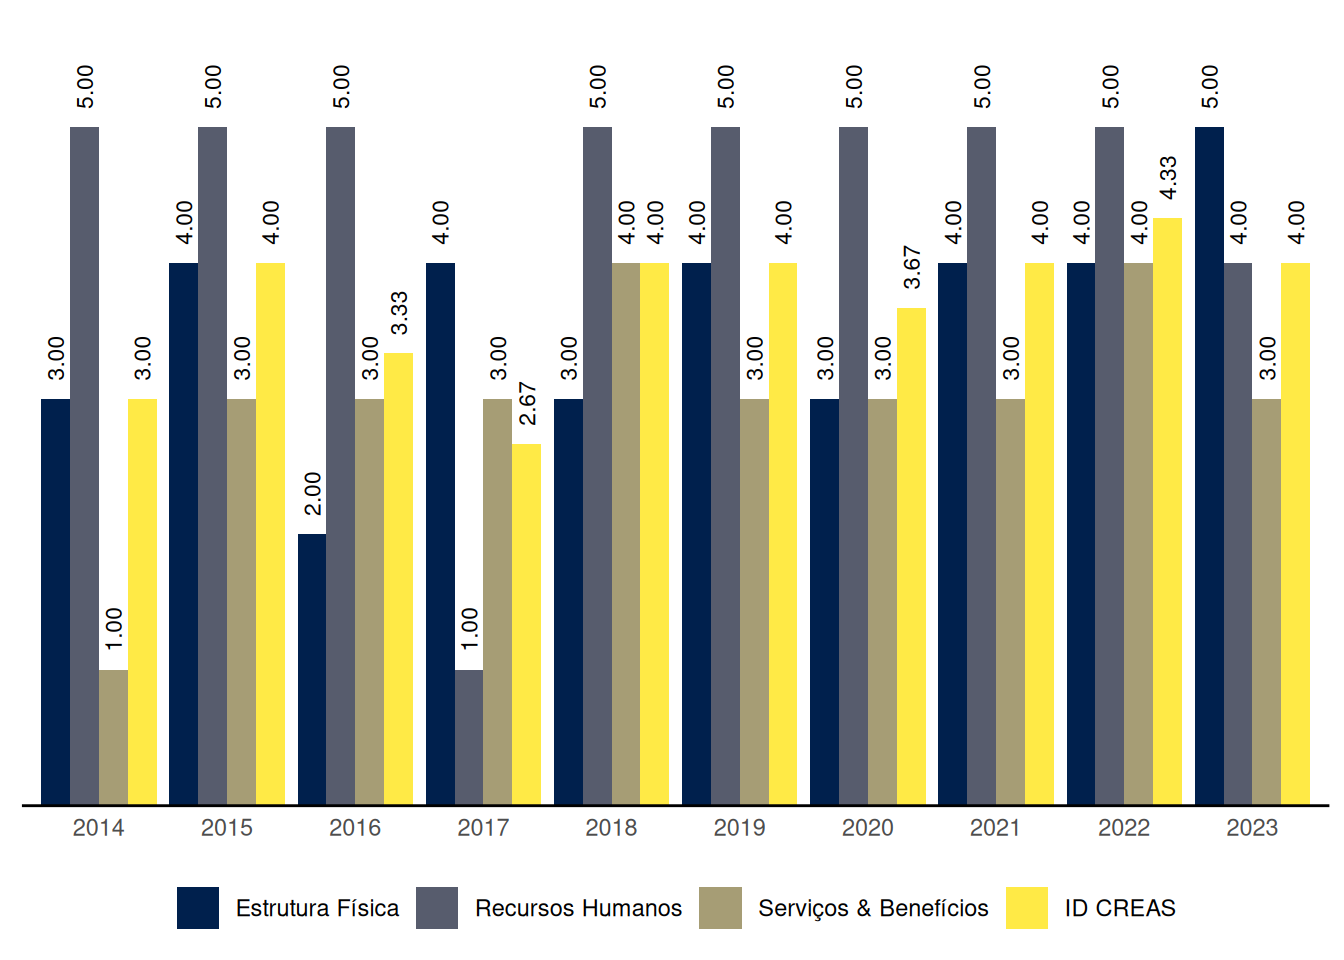 5.00 5.00 5.00 5.00 5.00 5.00 5.00 5.00 5.00
4.33
4.00 4.00 4.00 4.00 4.00 4.00 4.00 4.00 4.00 4.00 4.00 4.00 4.00
3.67
3.33
3.00 3.00 3.00 3.00 3.00 3.00 3.00 3.00 3.00 3.00 3.00
2.67
2.00
1.00 1.00
2014 2015 2016 2017 2018 2019 2020 2021 2022 2023
Estrutura Física Recursos Humanos Serviços & Benefícios ID CREAS